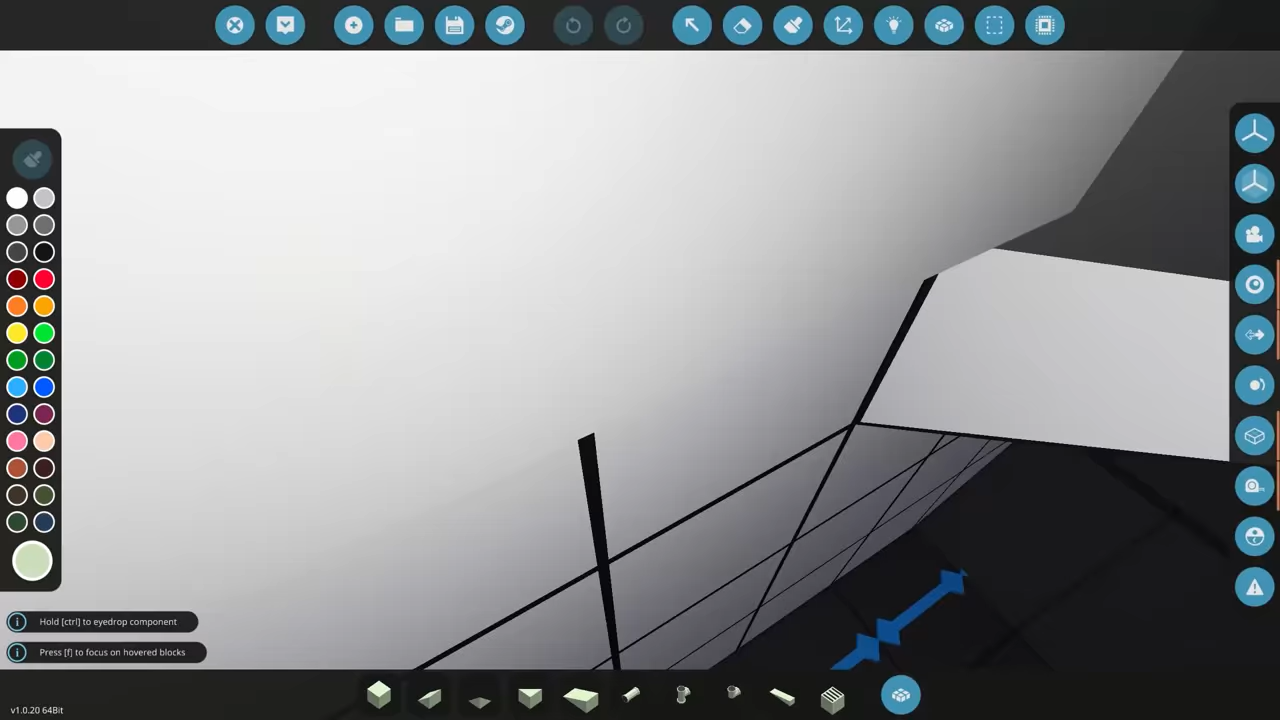 Hold [ctrl] to eyedrop component
Press [f] to focus on hovered blocks
v1.0.20 64Bit